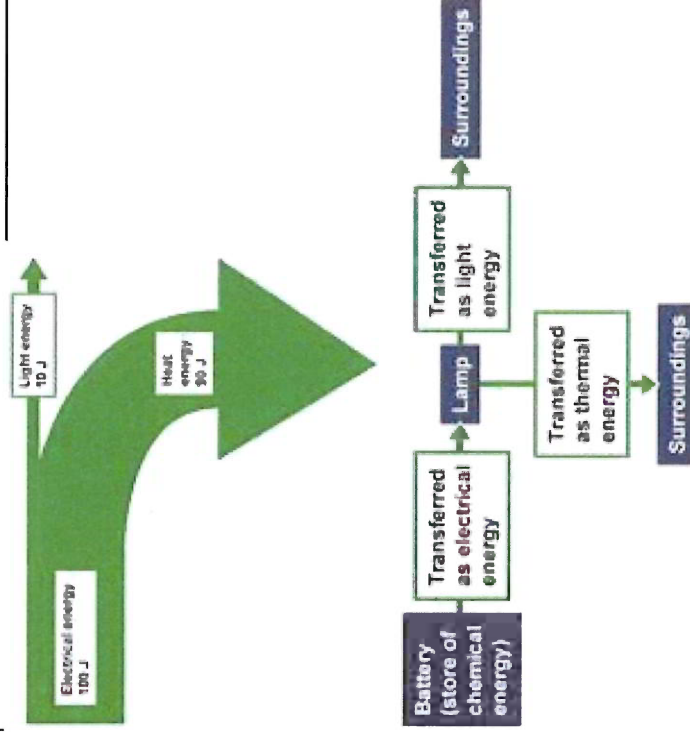 Electrical energy
100 J
Light energy
10 J
Heat
energy
90 J
Battery
(store of
chemical
energy)
Transferred
as electrical
energy
Lamp
Transferred
as light
energy
Surroundings
Transferred
as thermal
energy
Surroundings